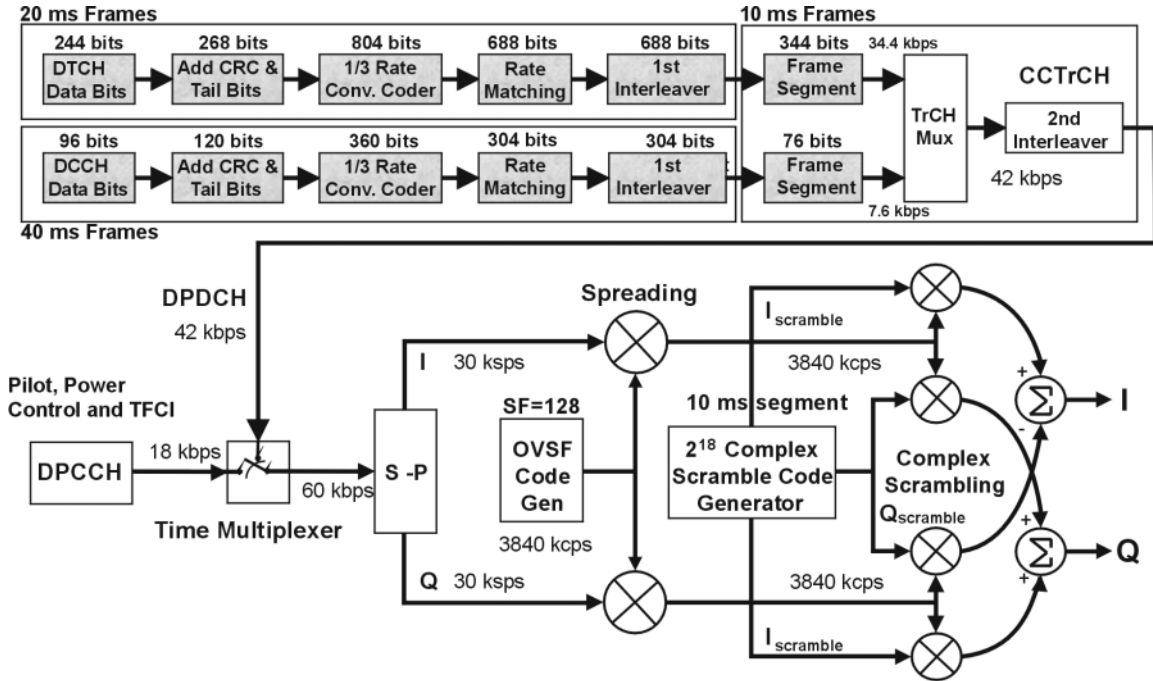 20 ms Frames
10 ms Frames
244 bits
268 bits
804 bits
688 bits
688 bits
344 bits
34.4 kbps
DTCH
Data Bits
Add CRC &
Tail Bits
1/3 Rate
Conv. Coder
Rate
Matching
1st
Interleaver
Frame
Segment
CCTrCH
TrCH
Mux
2nd
Interleaver
96 bits
120 bits
360 bits
304 bits
304 bits
76 bits
DCCH
Data Bits
Add CRC &
Tail Bits
1/3 Rate
Conv. Coder
Rate
Matching
1st
Interleaver
Frame
Segment
42 kbps
7.6 kbps
40 ms Frames
DPDCH
42 kbps
Spreading
I scramble
I
30 ksps
3840 kcps
Pilot, Power
Control and TFCI
SF=128
10 ms segment
+
Σ
I
-
DPCCH
18 kbps
60 kbps
S -P
OVSF
Code
Gen
2^18 Complex
Scramble Code
Generator
Complex
Scrambling
Time Multiplexer
Qscramble
3840 kcps
+
Σ
Q
+
Q
30 ksps
3840 kcps
I scramble